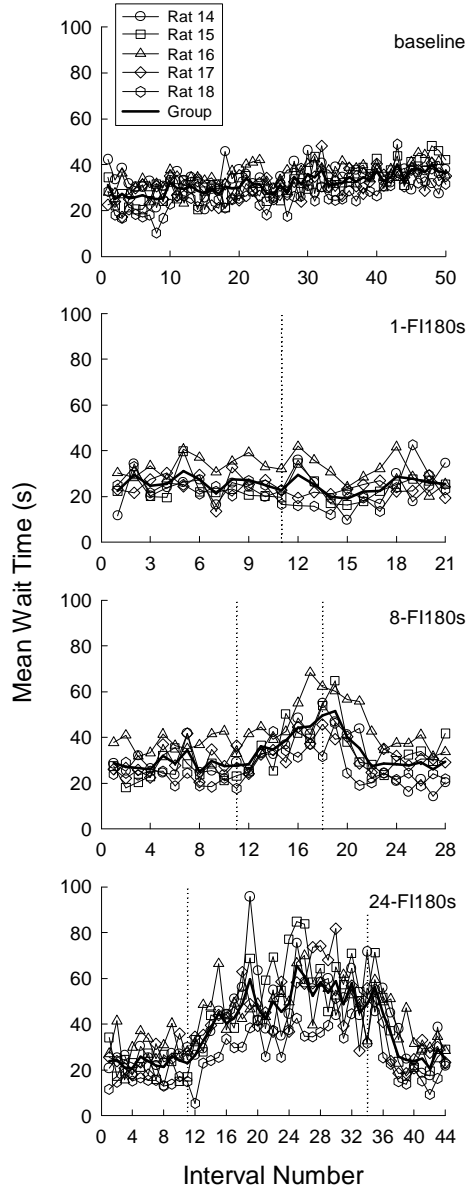 Rat 14
Rat 15
Rat 16
Rat 17
Rat 18
Group
baseline
100
80
60
40
20
0
0 10 20 30 40 50
1-FI180s
100
80
60
40
20
0
0 3 6 9 12 15 18 21
8-FI180s
100
80
60
40
20
0
0 4 8 12 16 20 24 28
24-FI180s
100
80
60
40
20
0
0 4 8 12 16 20 24 28 32 36 40 44
Mean Wait Time (s)
Interval Number